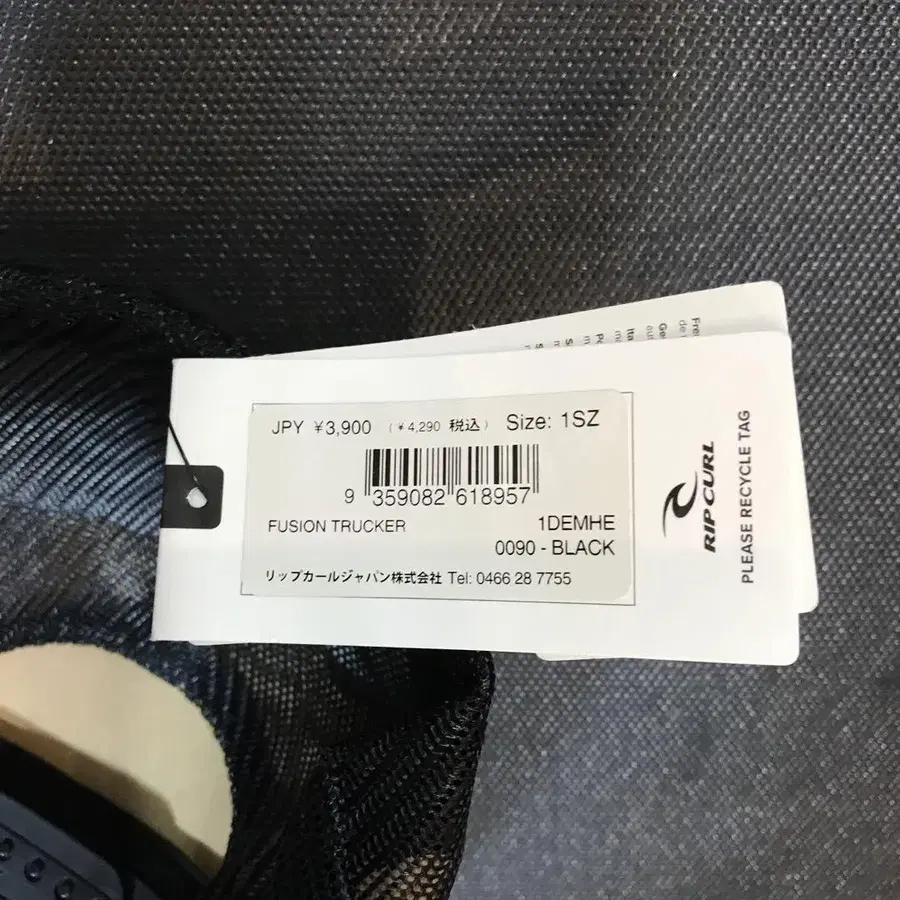 JPY ¥3,900 (¥4,290 税込) Size: 1SZ
9 359082 618957
FUSION TRUCKER 1DEMHE
0090 - BLACK
リップカールジャパン株式会社 Tel: 0466 28 7755
RIP CURL
PLEASE RECYCLE TAG